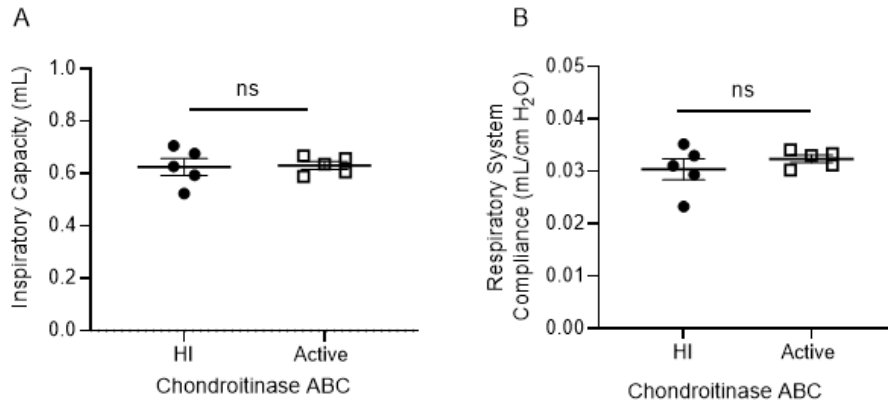 A
Inspiratory Capacity (mL)
1.0
0.8
0.6
0.4
0.2
0.0
ns
HI
Active
Chondroitinase ABC
B
Respiratory System
Compliance (mL/cm H₂O)
0.05
0.04
0.03
0.02
0.01
0.00
ns
HI
Active
Chondroitinase ABC